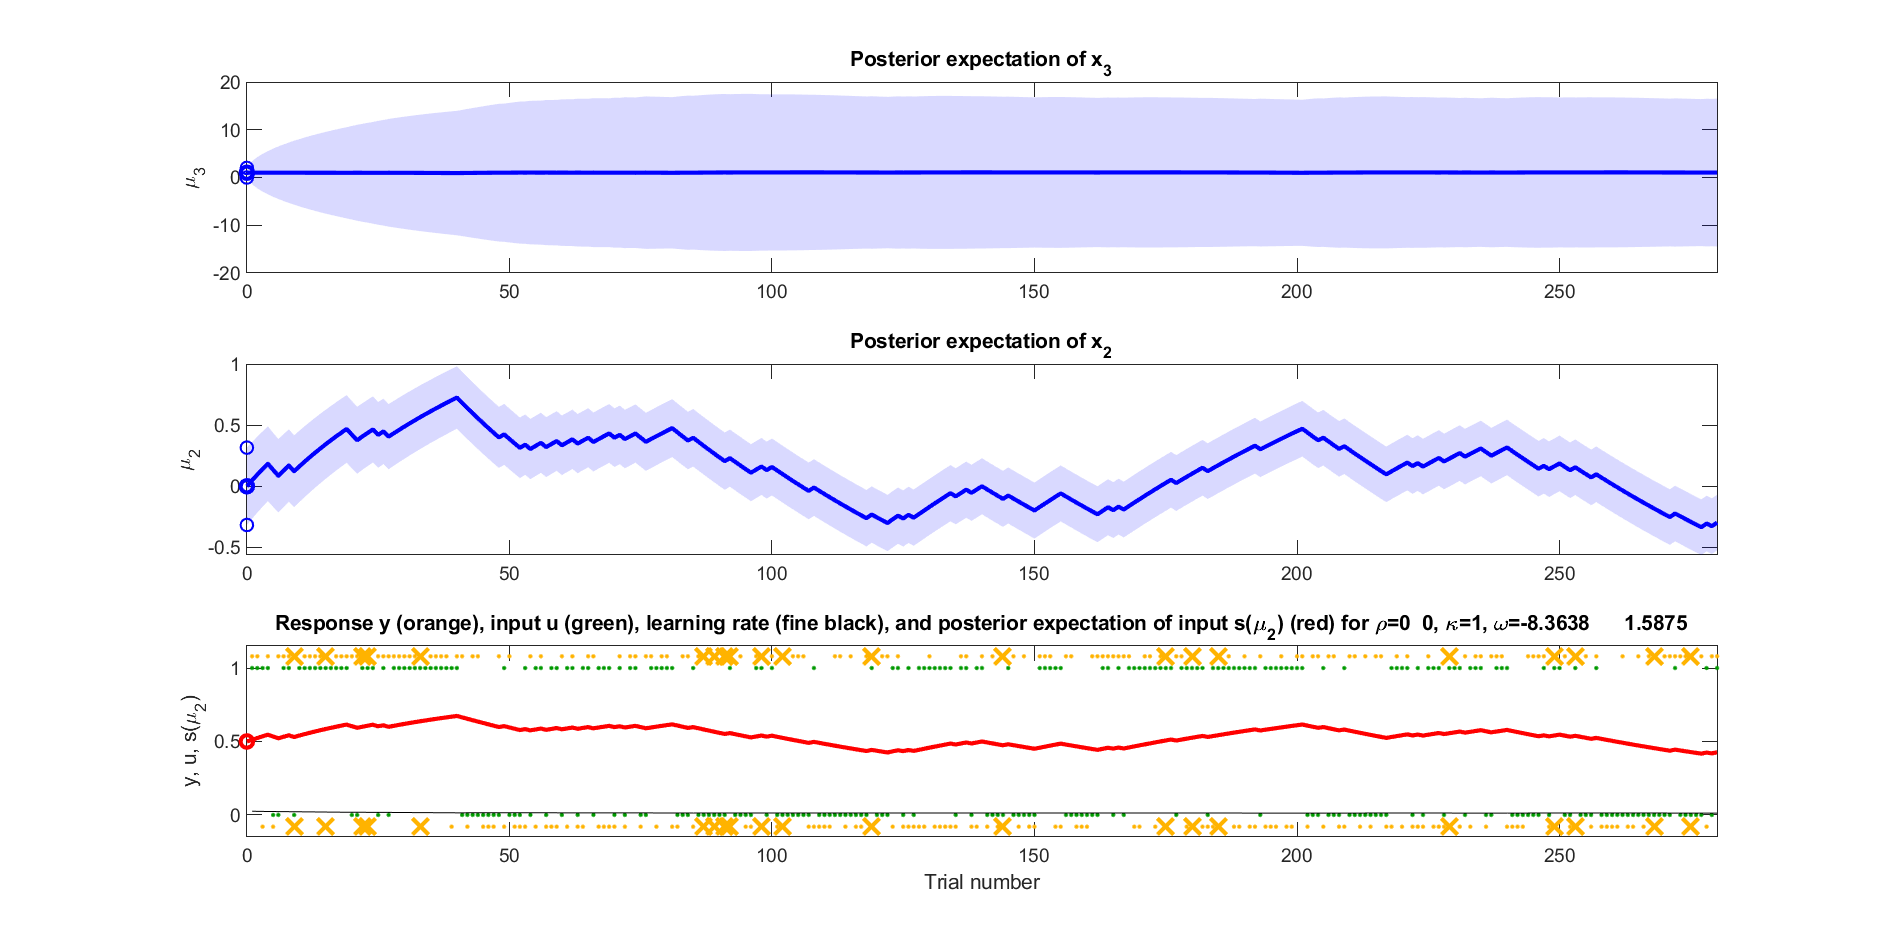 Posterior expectation of x3
20
10
0
-10
-20
μ3
0 50 100 150 200 250
Posterior expectation of x2
1
0.5
0
-0.5
μ2
0 50 100 150 200 250
Response y (orange), input u (green), learning rate (fine black), and posterior expectation of input s(μ2) (red) for ρ=0 0, κ=1, ω=-8.3638 1.5875
1
0.5
0
y, u, s(μ2)
0 50 100 150 200 250
Trial number